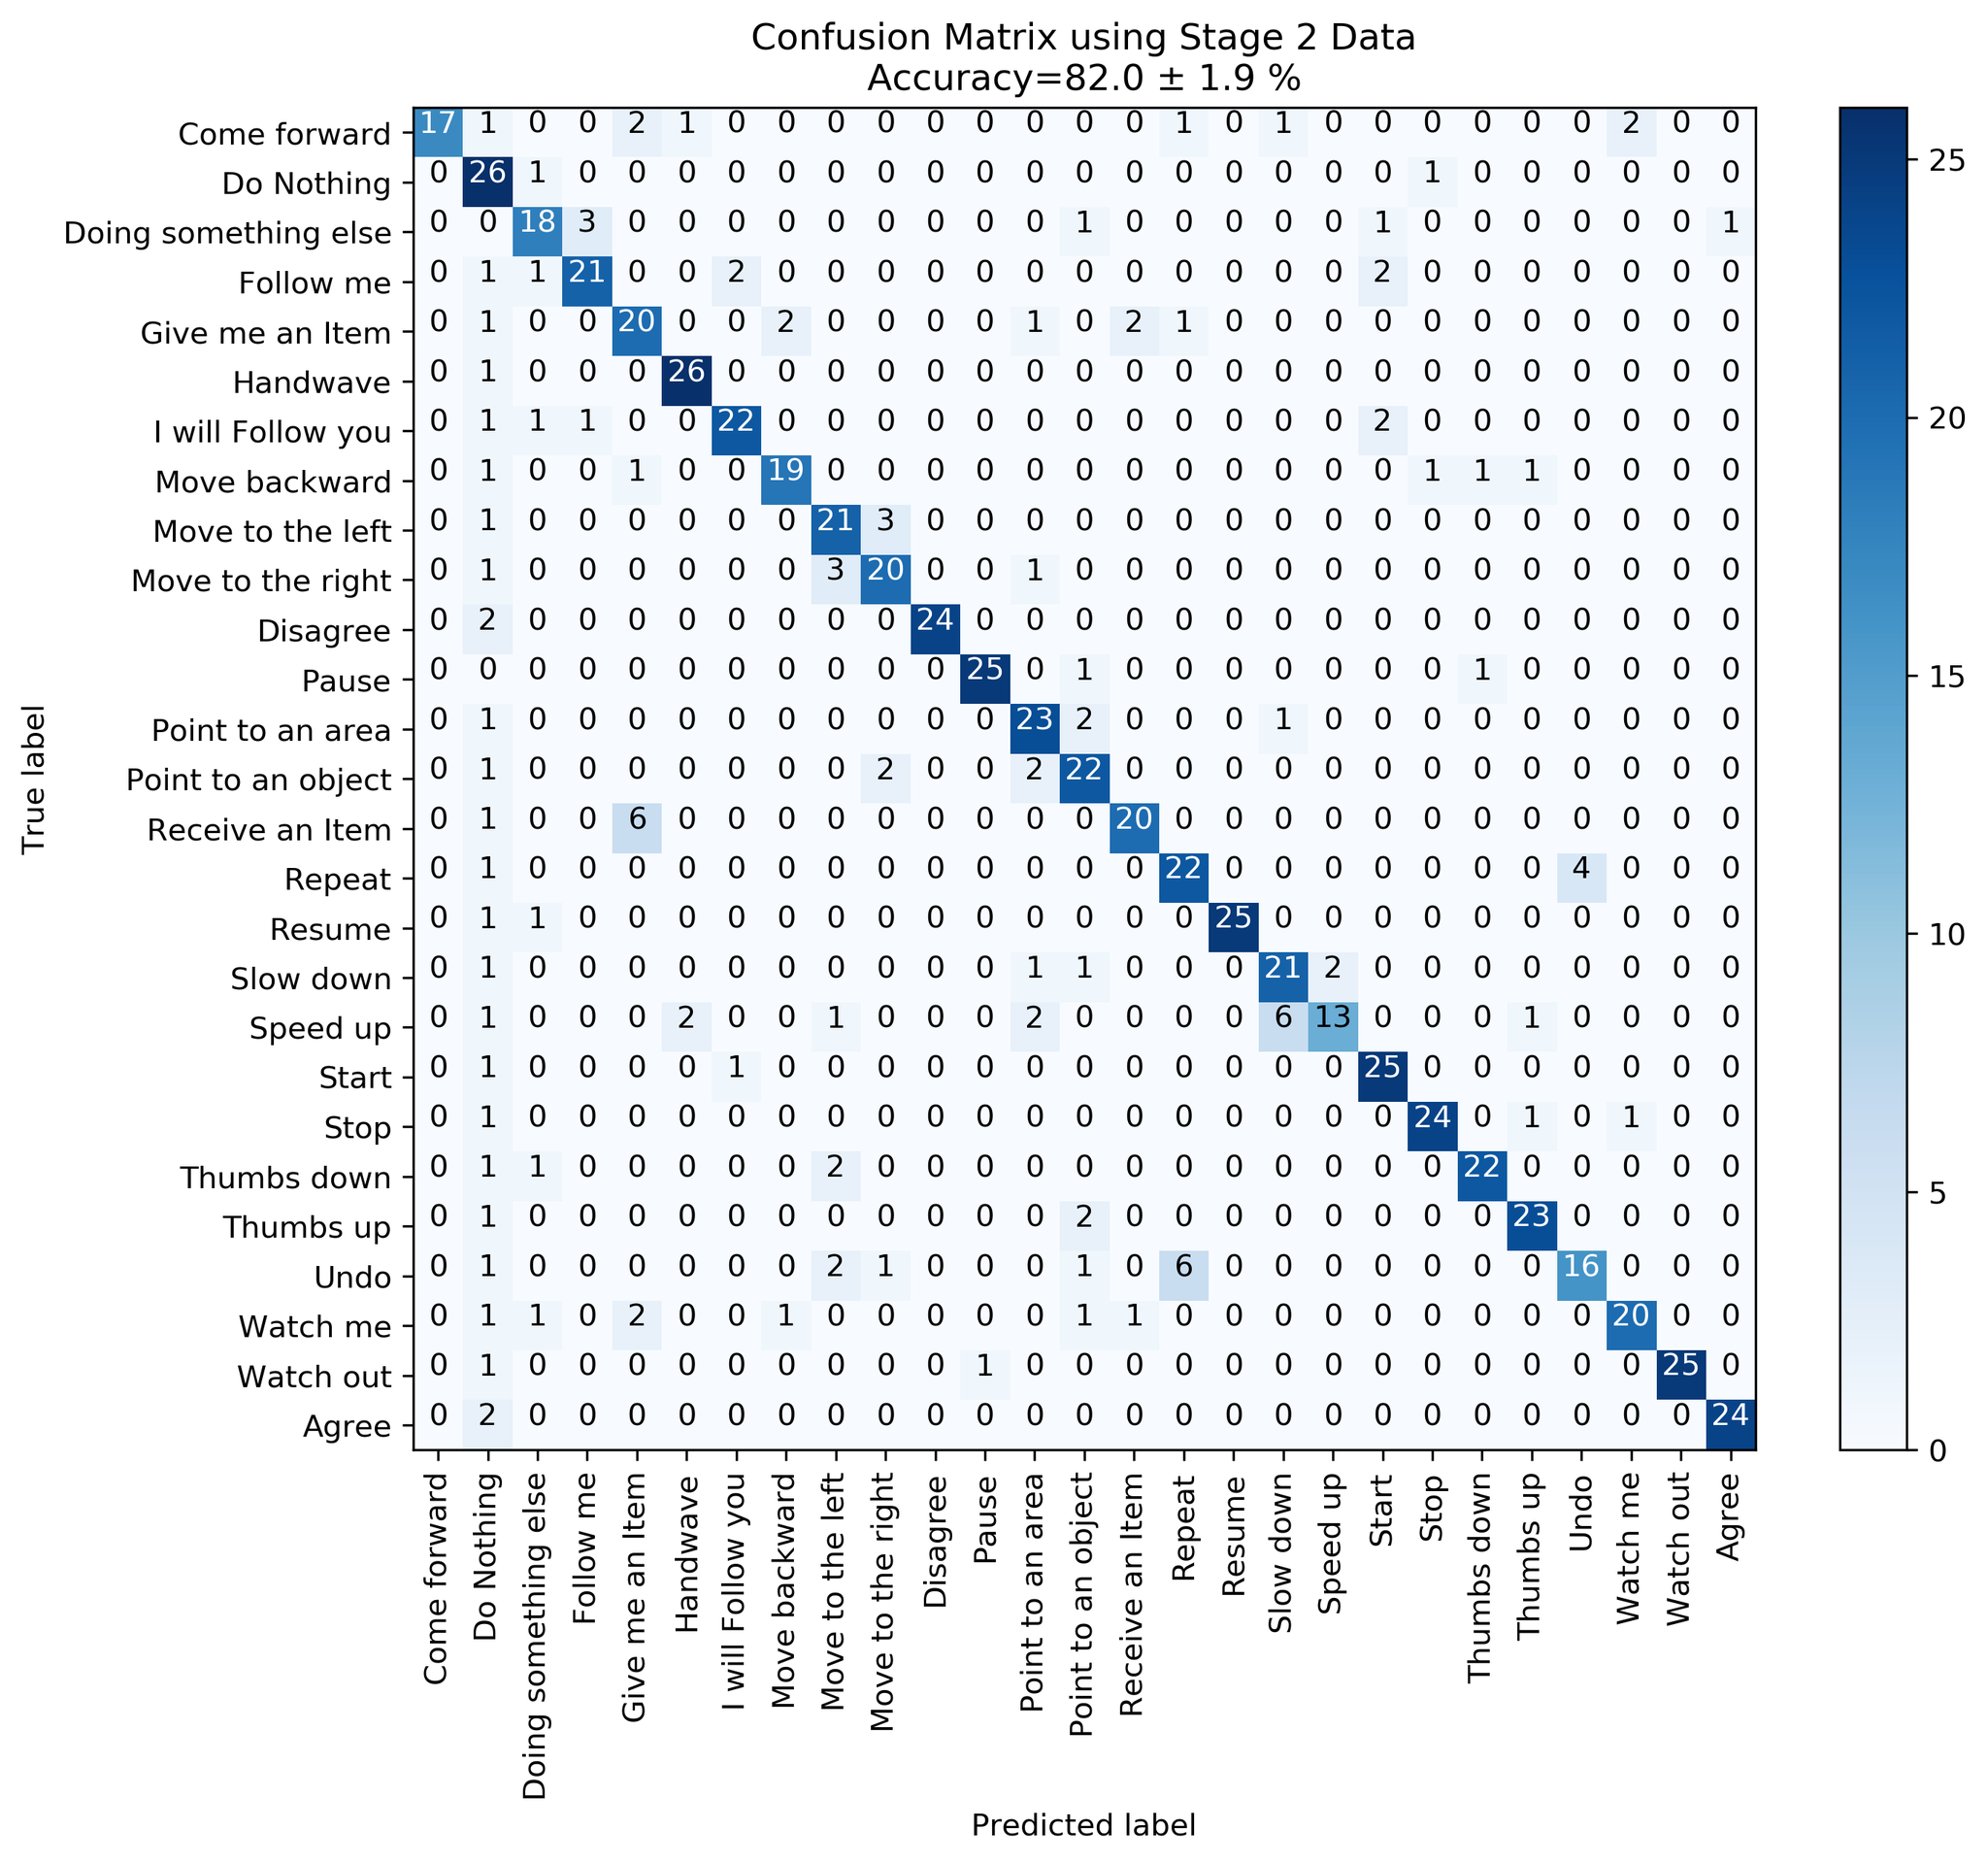 Confusion Matrix using Stage 2 Data
Accuracy=82.0 ± 1.9 %
Come forward 17 1 0 0 2 1 0 0 0 0 0 0 0 0 0 1 0 1 0 0 0 0 0 0 2 0 0
Do Nothing 0 26 1 0 0 0 0 0 0 0 0 0 0 0 0 0 0 0 0 0 1 0 0 0 0 0 0
Doing something else 0 0 18 3 0 0 0 0 0 0 0 0 0 1 0 0 0 0 0 1 0 0 0 0 0 0 1
Follow me 0 1 1 21 0 0 2 0 0 0 0 0 0 0 0 0 0 0 0 2 0 0 0 0 0 0 0
Give me an Item 0 1 0 0 20 0 0 2 0 0 0 0 1 0 2 1 0 0 0 0 0 0 0 0 0 0 0
Handwave 0 1 0 0 0 26 0 0 0 0 0 0 0 0 0 0 0 0 0 0 0 0 0 0 0 0 0
I will Follow you 0 1 1 1 0 0 22 0 0 0 0 0 0 0 0 0 0 0 0 2 0 0 0 0 0 0 0
Move backward 0 1 0 0 1 0 0 19 0 0 0 0 0 0 0 0 0 0 0 0 1 1 1 0 0 0 0
Move to the left 0 1 0 0 0 0 0 0 21 3 0 0 0 0 0 0 0 0 0 0 0 0 0 0 0 0 0
Move to the right 0 1 0 0 0 0 0 0 3 20 0 0 1 0 0 0 0 0 0 0 0 0 0 0 0 0 0
Disagree 0 2 0 0 0 0 0 0 0 0 24 0 0 0 0 0 0 0 0 0 0 0 0 0 0 0 0
Pause 0 0 0 0 0 0 0 0 0 0 0 25 0 1 0 0 0 0 0 0 0 1 0 0 0 0 0
Point to an area 0 1 0 0 0 0 0 0 0 0 0 0 23 2 0 0 0 1 0 0 0 0 0 0 0 0 0
Point to an object 0 1 0 0 0 0 0 0 0 2 0 0 2 22 0 0 0 0 0 0 0 0 0 0 0 0 0
Receive an Item 0 1 0 0 6 0 0 0 0 0 0 0 0 0 20 0 0 0 0 0 0 0 0 0 0 0 0
Repeat 0 1 0 0 0 0 0 0 0 0 0 0 0 0 0 22 0 0 0 0 0 0 0 4 0 0 0
Resume 0 1 1 0 0 0 0 0 0 0 0 0 0 0 0 0 25 0 0 0 0 0 0 0 0 0 0
Slow down 0 1 0 0 0 0 0 0 0 0 0 0 1 1 0 0 0 21 2 0 0 0 0 0 0 0 0
Speed up 0 1 0 0 0 2 0 0 1 0 0 0 2 0 0 0 0 6 13 0 0 0 1 0 0 0 0
Start 0 1 0 0 0 0 1 0 0 0 0 0 0 0 0 0 0 0 0 25 0 0 0 0 0 0 0
Stop 0 1 0 0 0 0 0 0 0 0 0 0 0 0 0 0 0 0 0 0 24 0 1 0 1 0 0
Thumbs down 0 1 1 0 0 0 0 0 2 0 0 0 0 0 0 0 0 0 0 0 0 22 0 0 0 0 0
Thumbs up 0 1 0 0 0 0 0 0 0 0 0 0 0 2 0 0 0 0 0 0 0 0 23 0 0 0 0
Undo 0 1 0 0 0 0 0 0 2 1 0 0 0 1 0 6 0 0 0 0 0 0 0 16 0 0 0
Watch me 0 1 1 0 2 0 0 1 0 0 0 0 0 1 1 0 0 0 0 0 0 0 0 0 20 0 0
Watch out 0 1 0 0 0 0 0 0 0 0 0 1 0 0 0 0 0 0 0 0 0 0 0 0 0 25 0
Agree 0 2 0 0 0 0 0 0 0 0 0 0 0 0 0 0 0 0 0 0 0 0 0 0 0 0 24
True label
Come forward
Do Nothing
Doing something else
Follow me
Give me an Item
Handwave
I will Follow you
Move backward
Move to the left
Move to the right
Disagree
Pause
Point to an area
Point to an object
Receive an Item
Repeat
Resume
Slow down
Speed up
Start
Stop
Thumbs down
Thumbs up
Undo
Watch me
Watch out
Agree
Predicted label
25
20
15
10
5
0